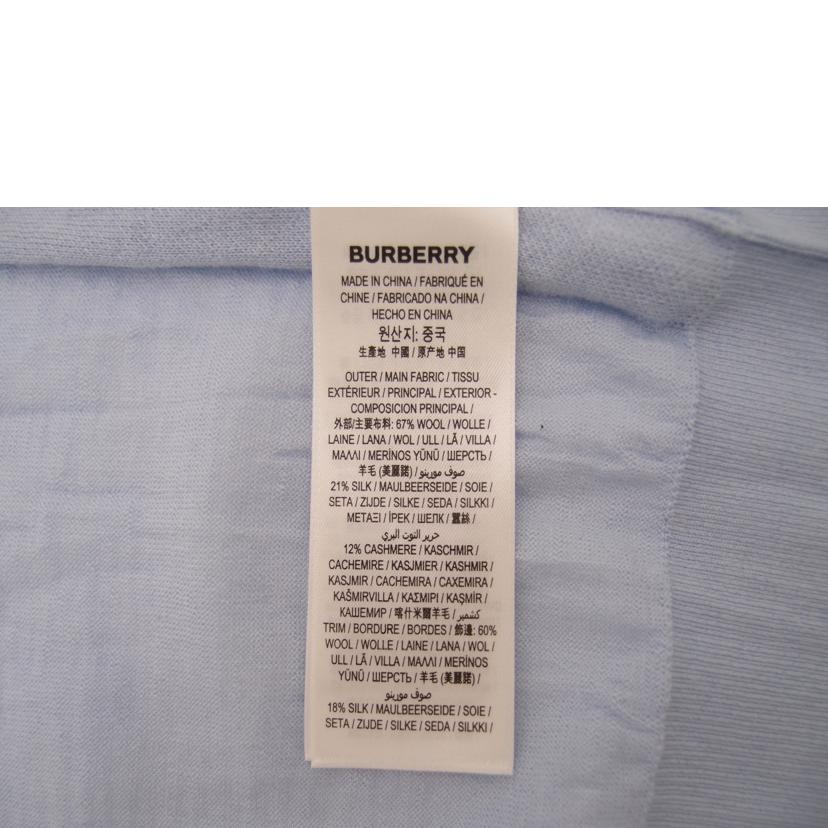 BURBERRY
MADE IN CHINA / FABRIQUÉ EN
CHINE / FABRICADO NA CHINA /
HECHO EN CHINA
원산지: 중국
生產地 中國 / 原产地 中国
OUTER / MAIN FABRIC / TISSU
EXTÉRIEUR / PRINCIPAL / EXTERIOR -
COMPOSICION PRINCIPAL /
外部/主要布料: 67% WOOL / WOLLE /
LAINE / LANA / WOL / ULL / LÃ / VILLA /
ΜΑΛΛΙ / MERİNOS YÜNÜ / ШЕРСТЬ /
羊毛 (美麗諾) / صوف مورينو
21% SILK / MAULBEERSEIDE / SOIE /
SETA / ZIJDE / SILKE / SEDA / SILKKI /
ΜΕΤΑΞΙ / İPEK / ШЕЛК / 蠶絲 /
حرير التوت البري
12% CASHMERE / KASCHMIR /
CACHEMIRE / KASJMIER / KASHMIR /
KASJMIR / CACHEMIRA / CAXEMIRA /
KAŠMIRVILLA / ΚΑΣΜΙΡΙ / KAŞMİR /
КАШЕМИР / 喀什米爾羊毛 / كشمير
TRIM / BORDURE / BORDES / 飾邊: 60%
WOOL / WOLLE / LAINE / LANA / WOL /
ULL / LÃ / VILLA / ΜΑΛΛΙ / MERİNOS
YÜNÜ / ШЕРСТЬ / 羊毛 (美麗諾) /
صوف مورينو
18% SILK / MAULBEERSEIDE / SOIE /
SETA / ZIJDE / SILKE / SEDA / SILKKI /